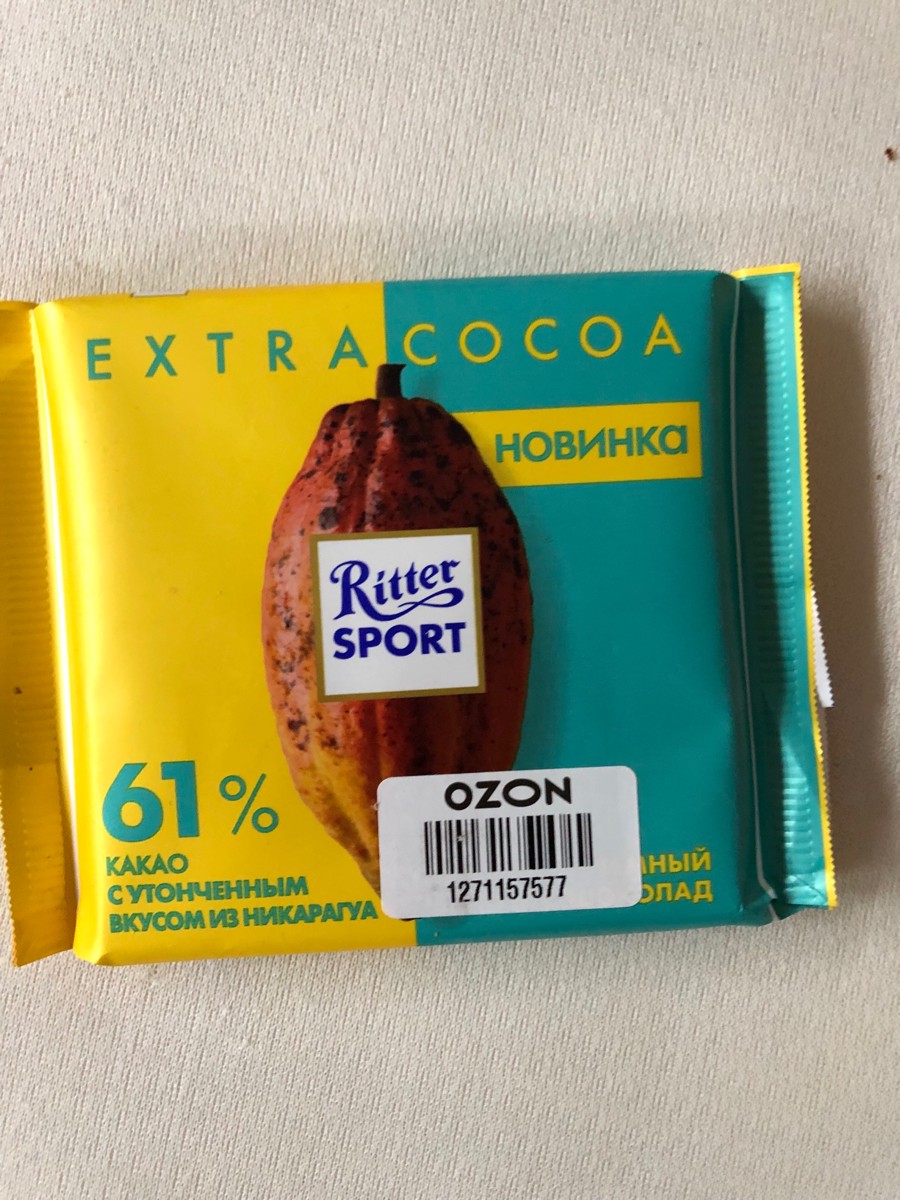 EXTRA COCOA
НОВИНКА
Ritter
SPORT
61%
КАКАО
С УТОНЧЕННЫМ
ВКУСОМ ИЗ НИКАРАГУА
OZON
1271157577